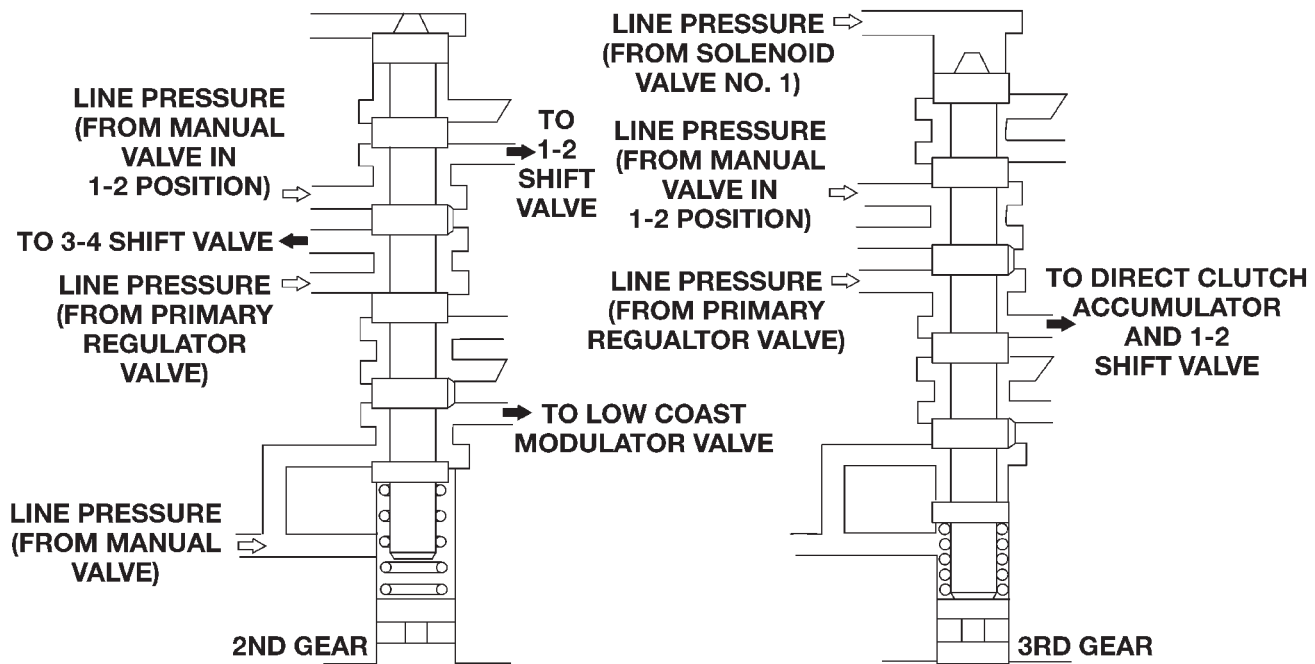 LINE PRESSURE
(FROM MANUAL
VALVE IN
1-2 POSITION)
TO
1-2
SHIFT
VALVE
TO 3-4 SHIFT VALVE
LINE PRESSURE
(FROM PRIMARY
REGULATOR
VALVE)
TO LOW COAST
MODULATOR VALVE
LINE PRESSURE
(FROM MANUAL
VALVE)
2ND GEAR
LINE PRESSURE
(FROM SOLENOID
VALVE NO. 1)
LINE PRESSURE
(FROM MANUAL
VALVE IN
1-2 POSITION)
LINE PRESSURE
(FROM PRIMARY
REGUALTOR VALVE)
TO DIRECT CLUTCH
ACCUMULATOR
AND 1-2
SHIFT VALVE
3RD GEAR